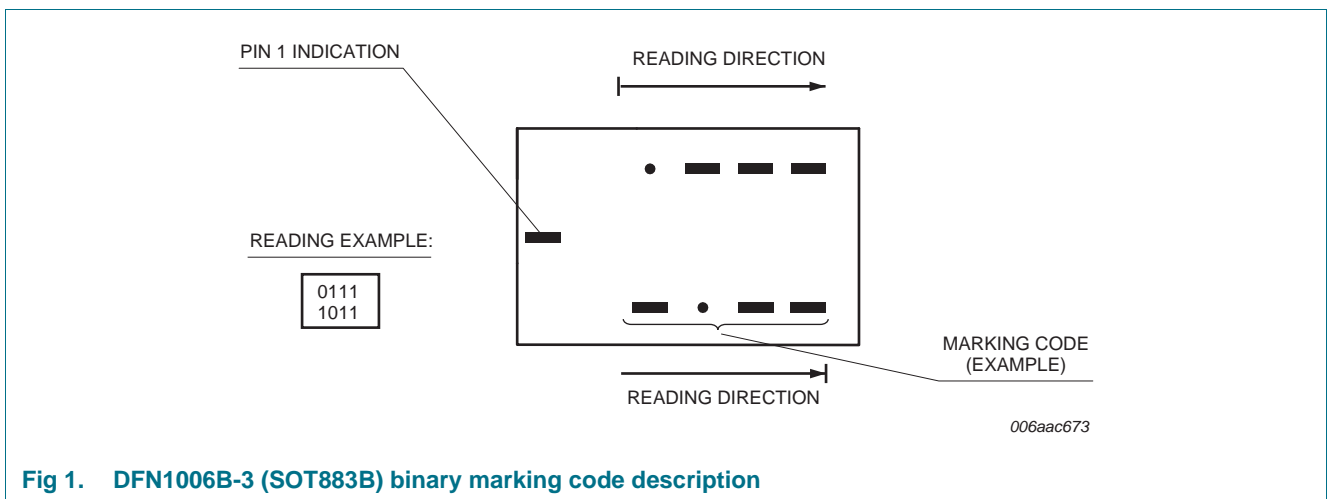 PIN 1 INDICATION
READING DIRECTION
READING EXAMPLE:
0111
1011
MARKING CODE
(EXAMPLE)
READING DIRECTION
006aac673
Fig 1. DFN1006B-3 (SOT883B) binary marking code description